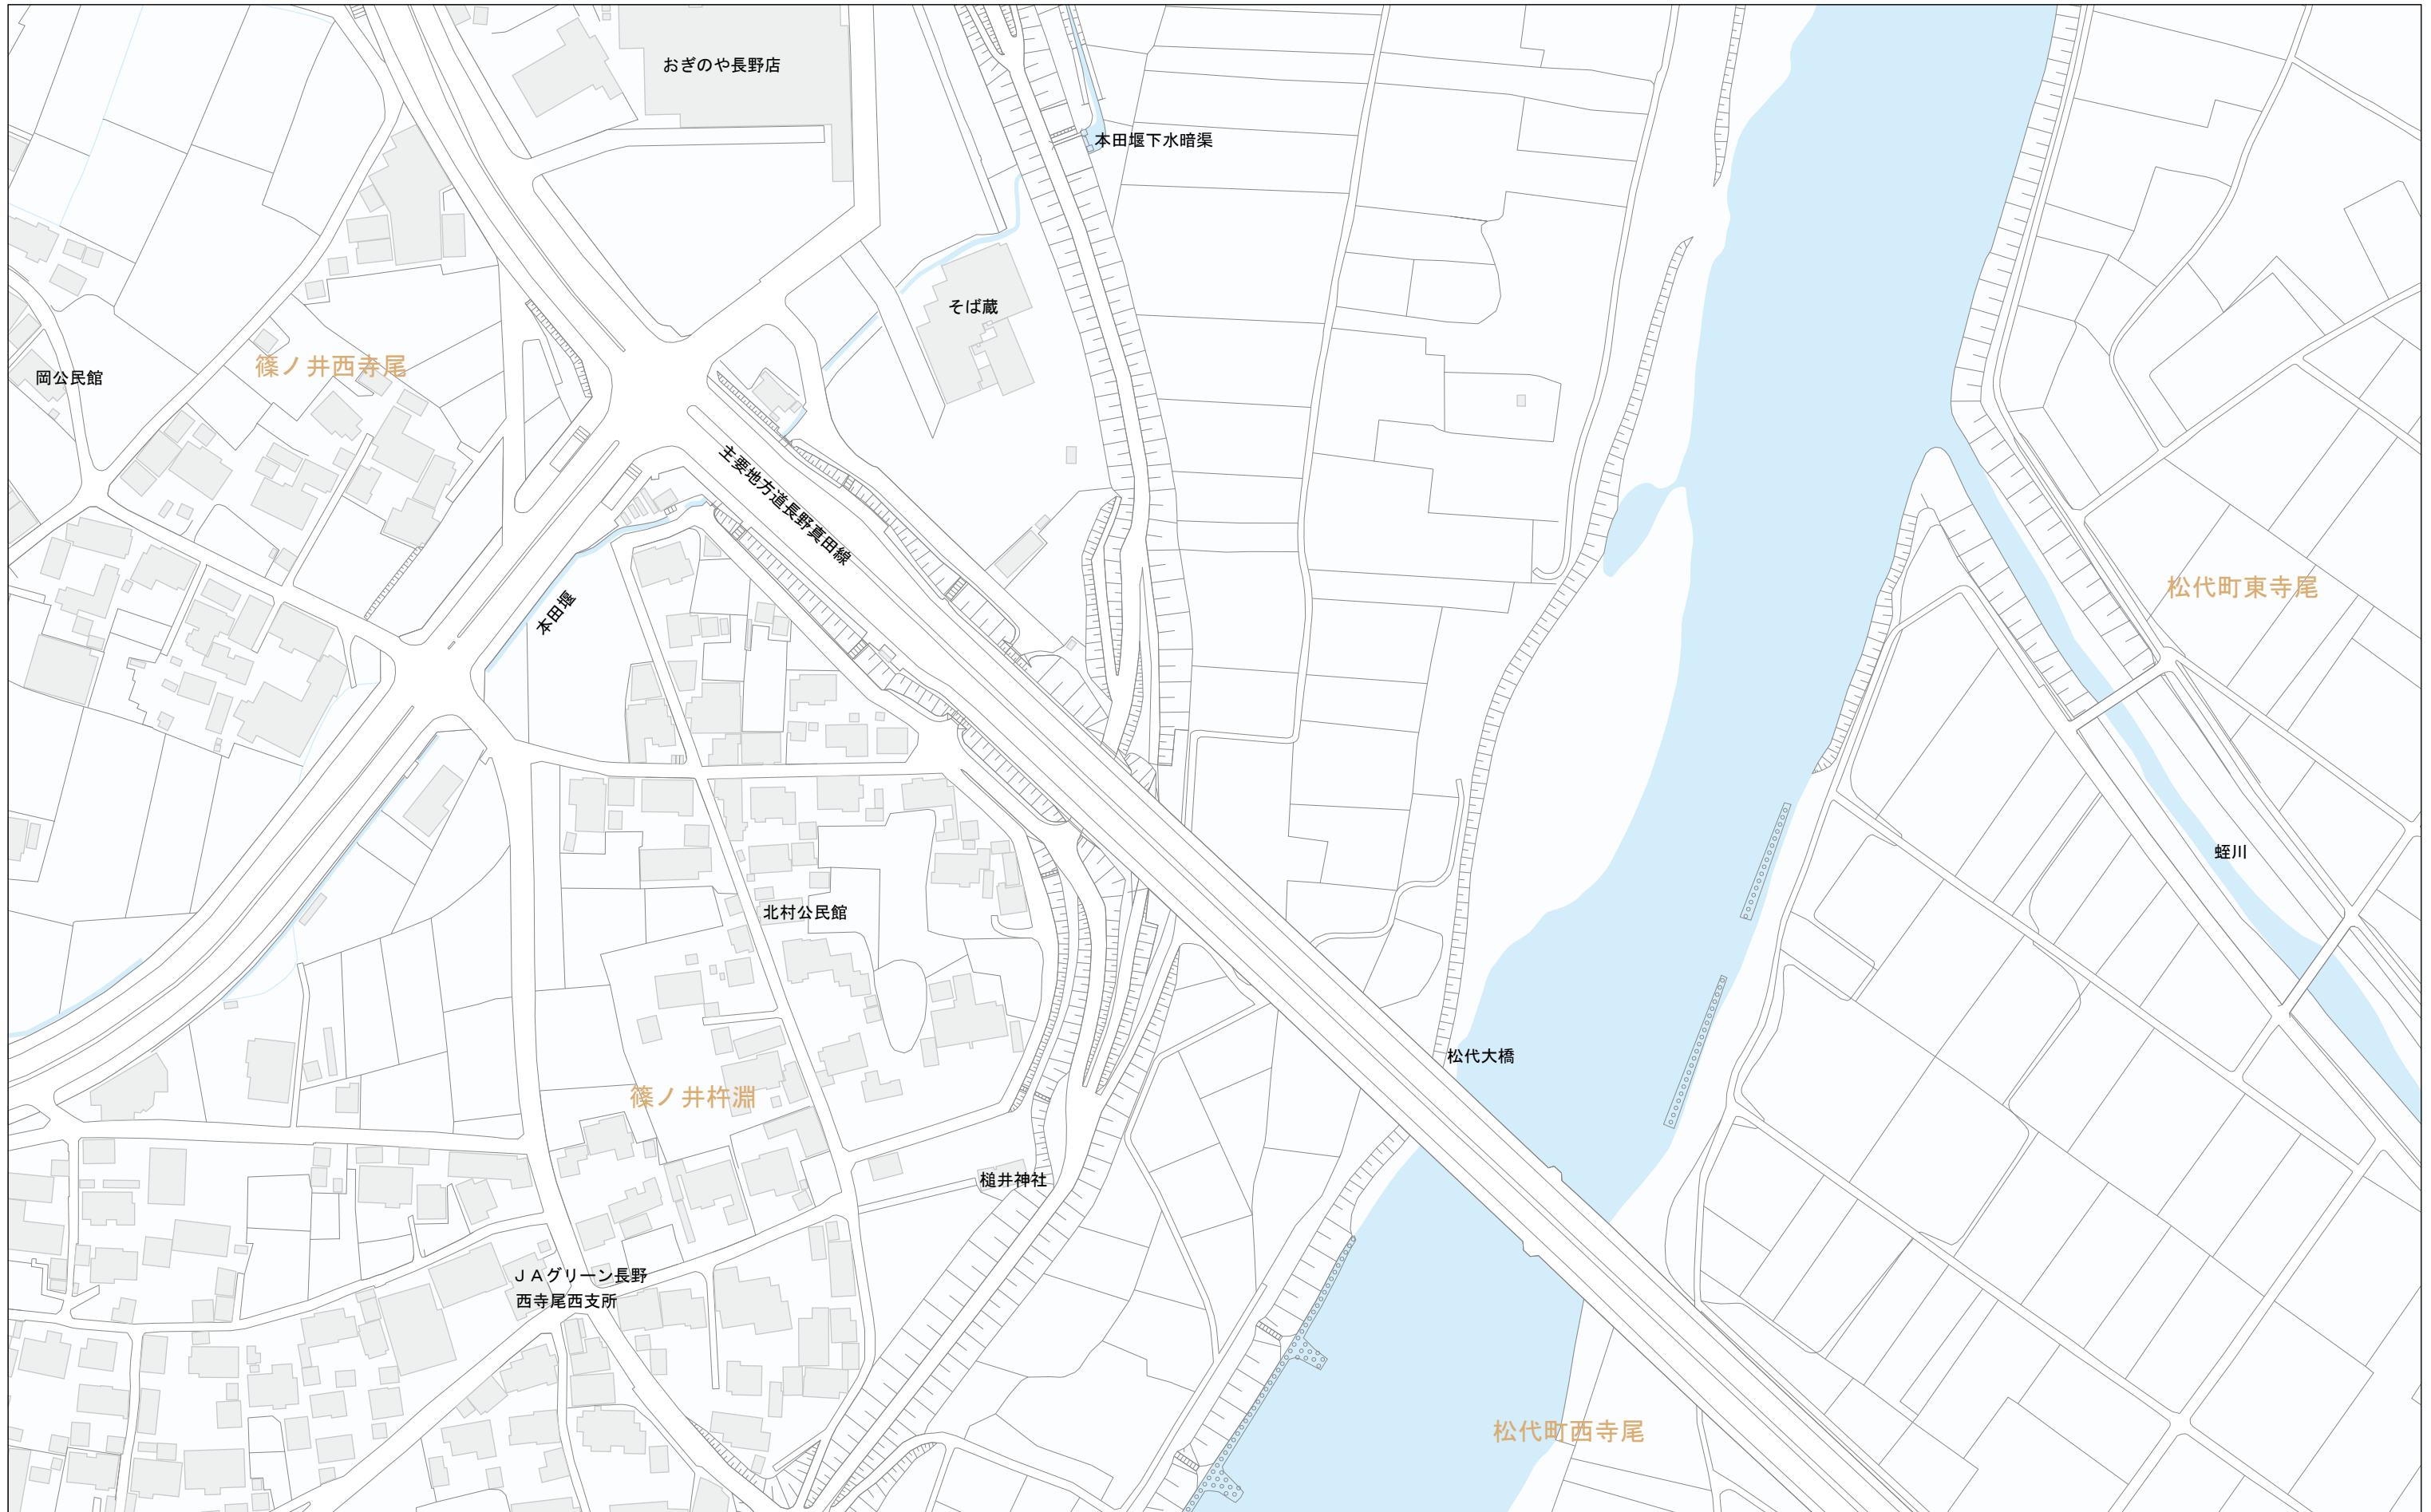 おぎのや長野店
本田堰下水暗渠
そば蔵
篠ノ井西寺尾
岡公民館
主要地方道長野真田線
松代町東寺尾
本田堰
蛭川
北村公民館
松代大橋
篠ノ井杵淵
槌井神社
ＪＡグリーン長野
西寺尾西支所
松代町西寺尾